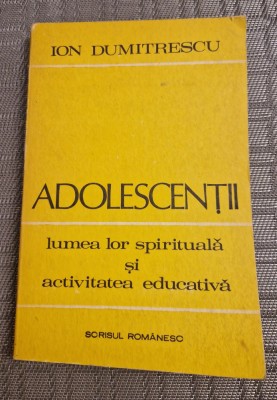 ION DUMITRESCU
ADOLESCENȚII
lumea lor spirituală
și
activitatea educativă
SCRISUL ROMÂNESC